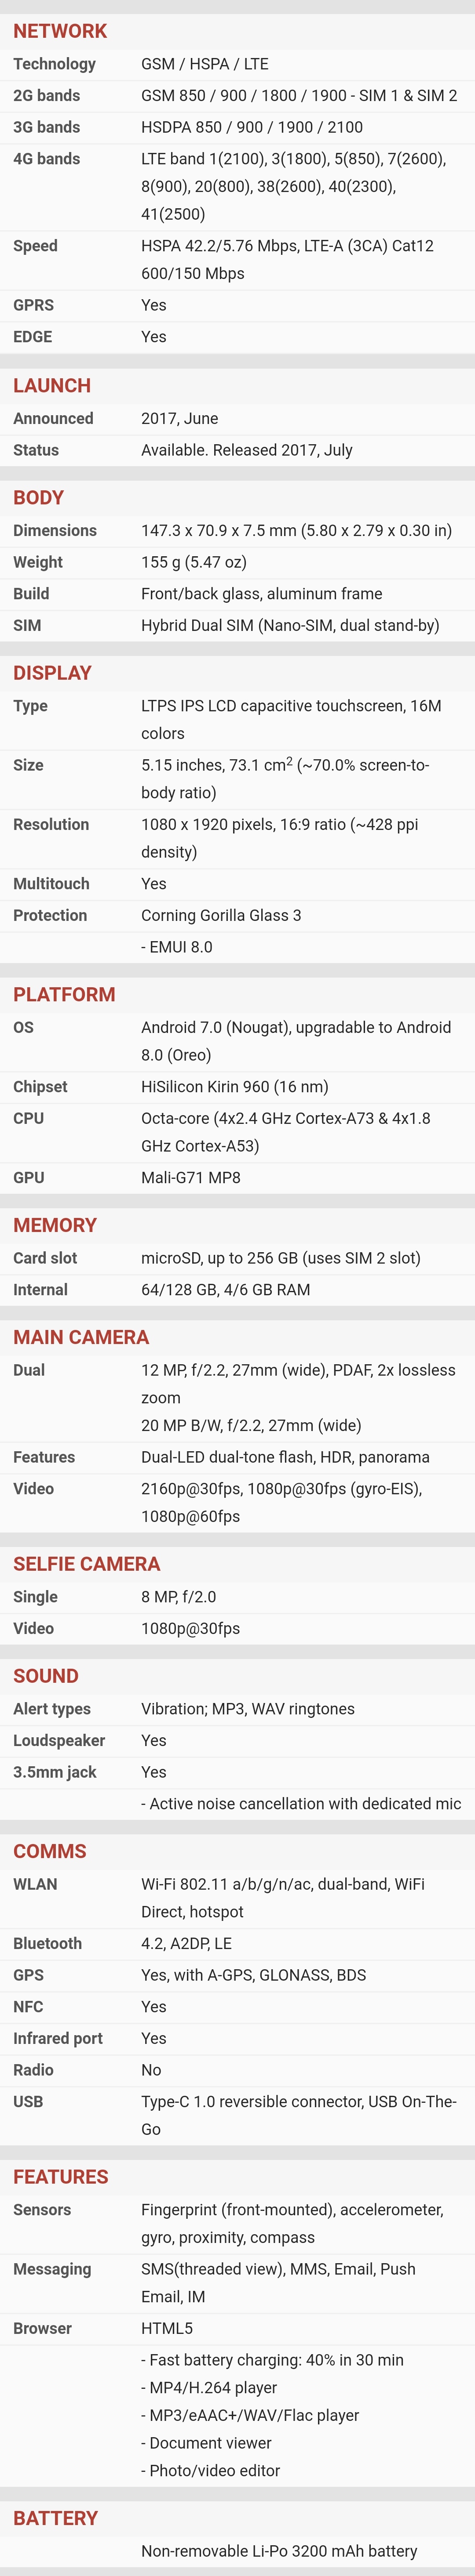 NETWORK
Technology GSM / HSPA / LTE
2G bands GSM 850 / 900 / 1800 / 1900 - SIM 1 & SIM 2
3G bands HSDPA 850 / 900 / 1900 / 2100
4G bands LTE band 1(2100), 3(1800), 5(850), 7(2600),
8(900), 20(800), 38(2600), 40(2300),
41(2500)
Speed HSPA 42.2/5.76 Mbps, LTE-A (3CA) Cat12
600/150 Mbps
GPRS Yes
EDGE Yes
LAUNCH
Announced 2017, June
Status Available. Released 2017, July
BODY
Dimensions 147.3 x 70.9 x 7.5 mm (5.80 x 2.79 x 0.30 in)
Weight 155 g (5.47 oz)
Build Front/back glass, aluminum frame
SIM Hybrid Dual SIM (Nano-SIM, dual stand-by)
DISPLAY
Type LTPS IPS LCD capacitive touchscreen, 16M
colors
Size 5.15 inches, 73.1 cm² (~70.0% screen-to-
body ratio)
Resolution 1080 x 1920 pixels, 16:9 ratio (~428 ppi
density)
Multitouch Yes
Protection Corning Gorilla Glass 3
- EMUI 8.0
PLATFORM
OS Android 7.0 (Nougat), upgradable to Android
8.0 (Oreo)
Chipset HiSilicon Kirin 960 (16 nm)
CPU Octa-core (4x2.4 GHz Cortex-A73 & 4x1.8
GHz Cortex-A53)
GPU Mali-G71 MP8
MEMORY
Card slot microSD, up to 256 GB (uses SIM 2 slot)
Internal 64/128 GB, 4/6 GB RAM
MAIN CAMERA
Dual 12 MP, f/2.2, 27mm (wide), PDAF, 2x lossless
zoom
20 MP B/W, f/2.2, 27mm (wide)
Features Dual-LED dual-tone flash, HDR, panorama
Video 2160p@30fps, 1080p@30fps (gyro-EIS),
1080p@60fps
SELFIE CAMERA
Single 8 MP, f/2.0
Video 1080p@30fps
SOUND
Alert types Vibration; MP3, WAV ringtones
Loudspeaker Yes
3.5mm jack Yes
- Active noise cancellation with dedicated mic
COMMS
WLAN Wi-Fi 802.11 a/b/g/n/ac, dual-band, WiFi
Direct, hotspot
Bluetooth 4.2, A2DP, LE
GPS Yes, with A-GPS, GLONASS, BDS
NFC Yes
Infrared port Yes
Radio No
USB Type-C 1.0 reversible connector, USB On-The-
Go
FEATURES
Sensors Fingerprint (front-mounted), accelerometer,
gyro, proximity, compass
Messaging SMS(threaded view), MMS, Email, Push
Email, IM
Browser HTML5
- Fast battery charging: 40% in 30 min
- MP4/H.264 player
- MP3/eAAC+/WAV/Flac player
- Document viewer
- Photo/video editor
BATTERY
Non-removable Li-Po 3200 mAh battery